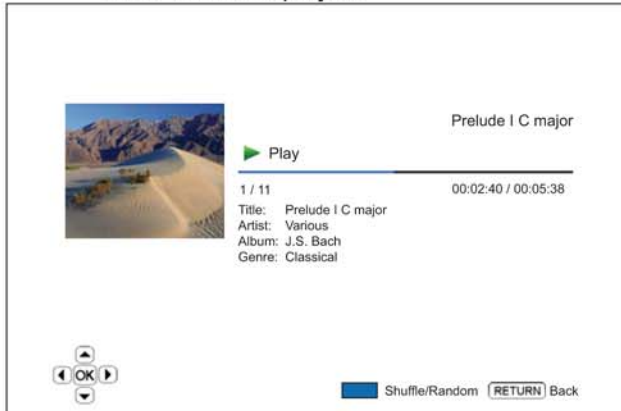 Prelude I C major
Play
1 / 11 00:02:40 / 00:05:38
Title: Prelude I C major
Artist: Various
Album: J.S. Bach
Genre: Classical
OK
Shuffle/Random RETURN Back